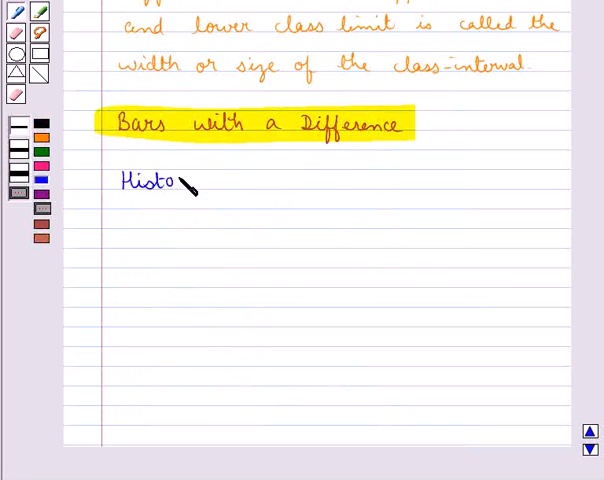 and lower class limit is called the
width or size of the class-interval.
Bars with a Difference
Histo